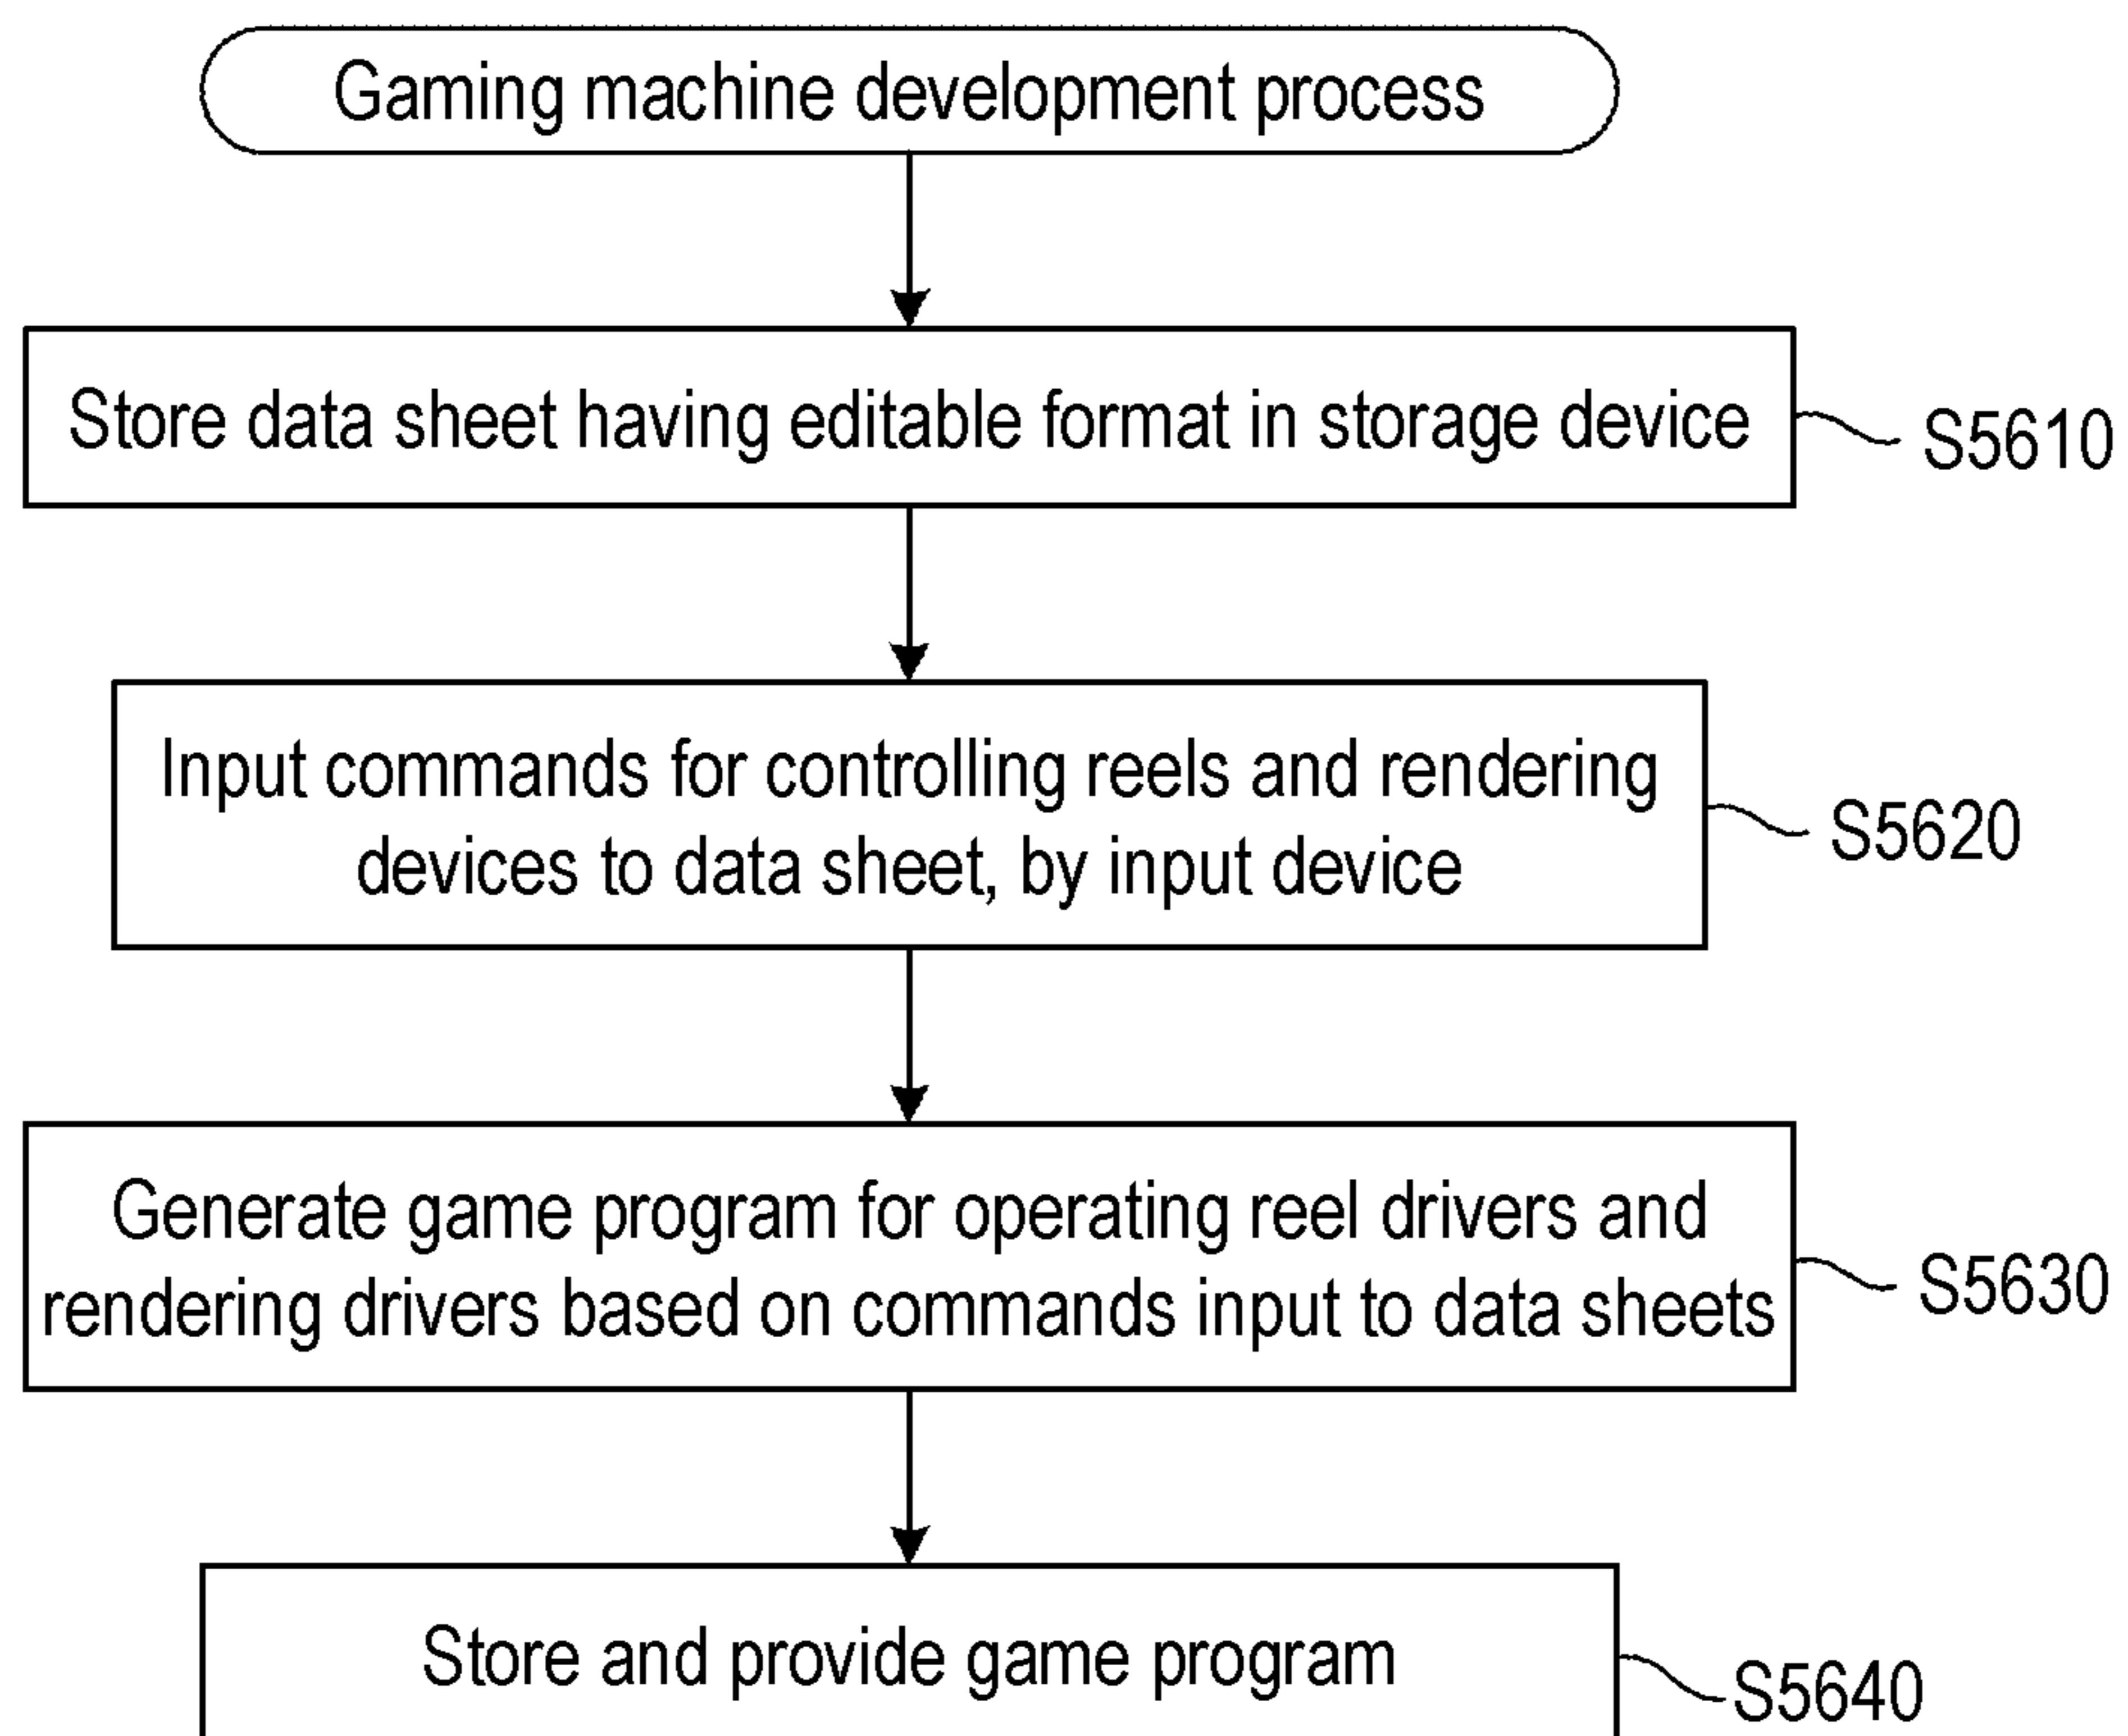 Gaming machine development process
Store data sheet having editable format in storage device
S5610
Input commands for controlling reels and rendering
devices to data sheet, by input device
S5620
Generate game program for operating reel drivers and
rendering drivers based on commands input to data sheets
S5630
Store and provide game program
S5640